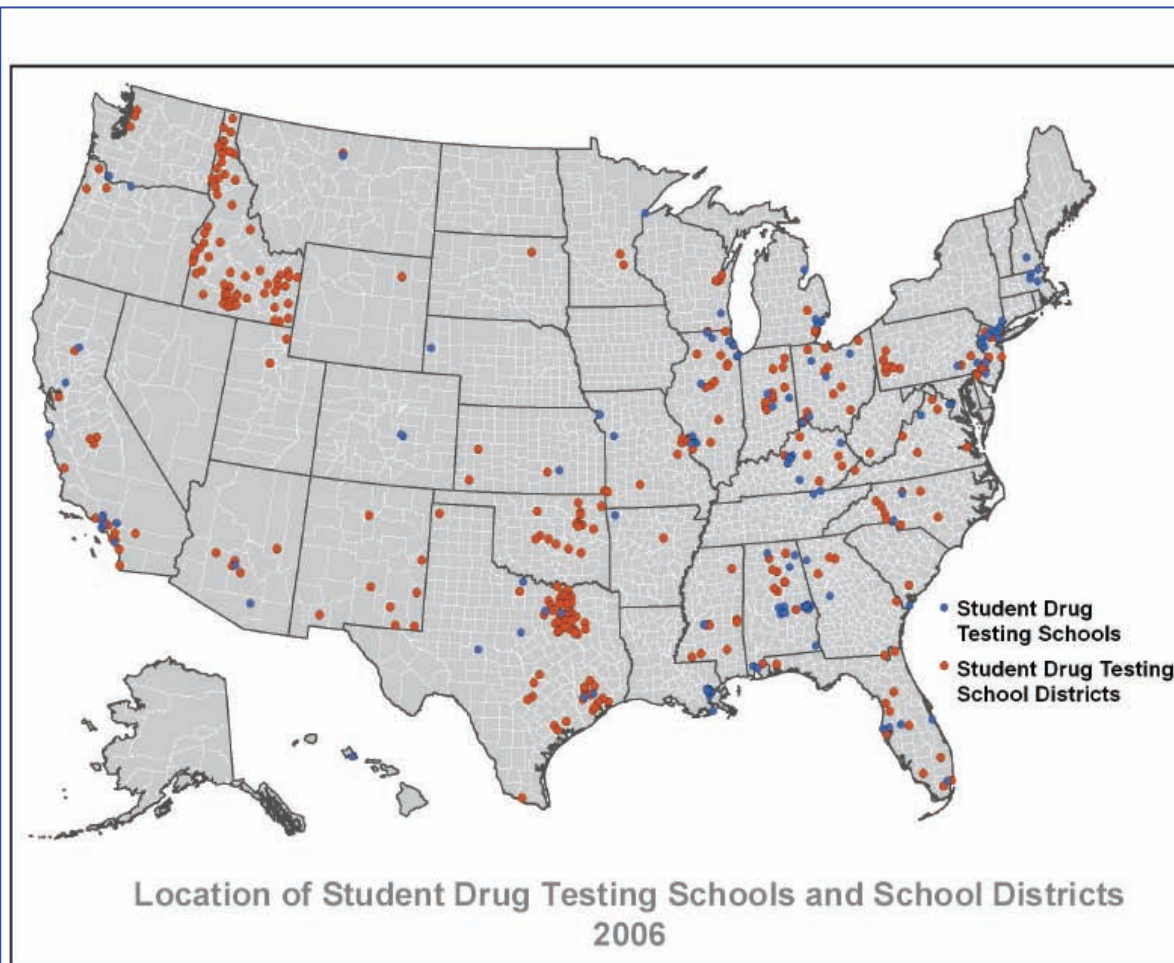 Student Drug
Testing Schools
Student Drug Testing
School Districts
Location of Student Drug Testing Schools and School Districts
2006